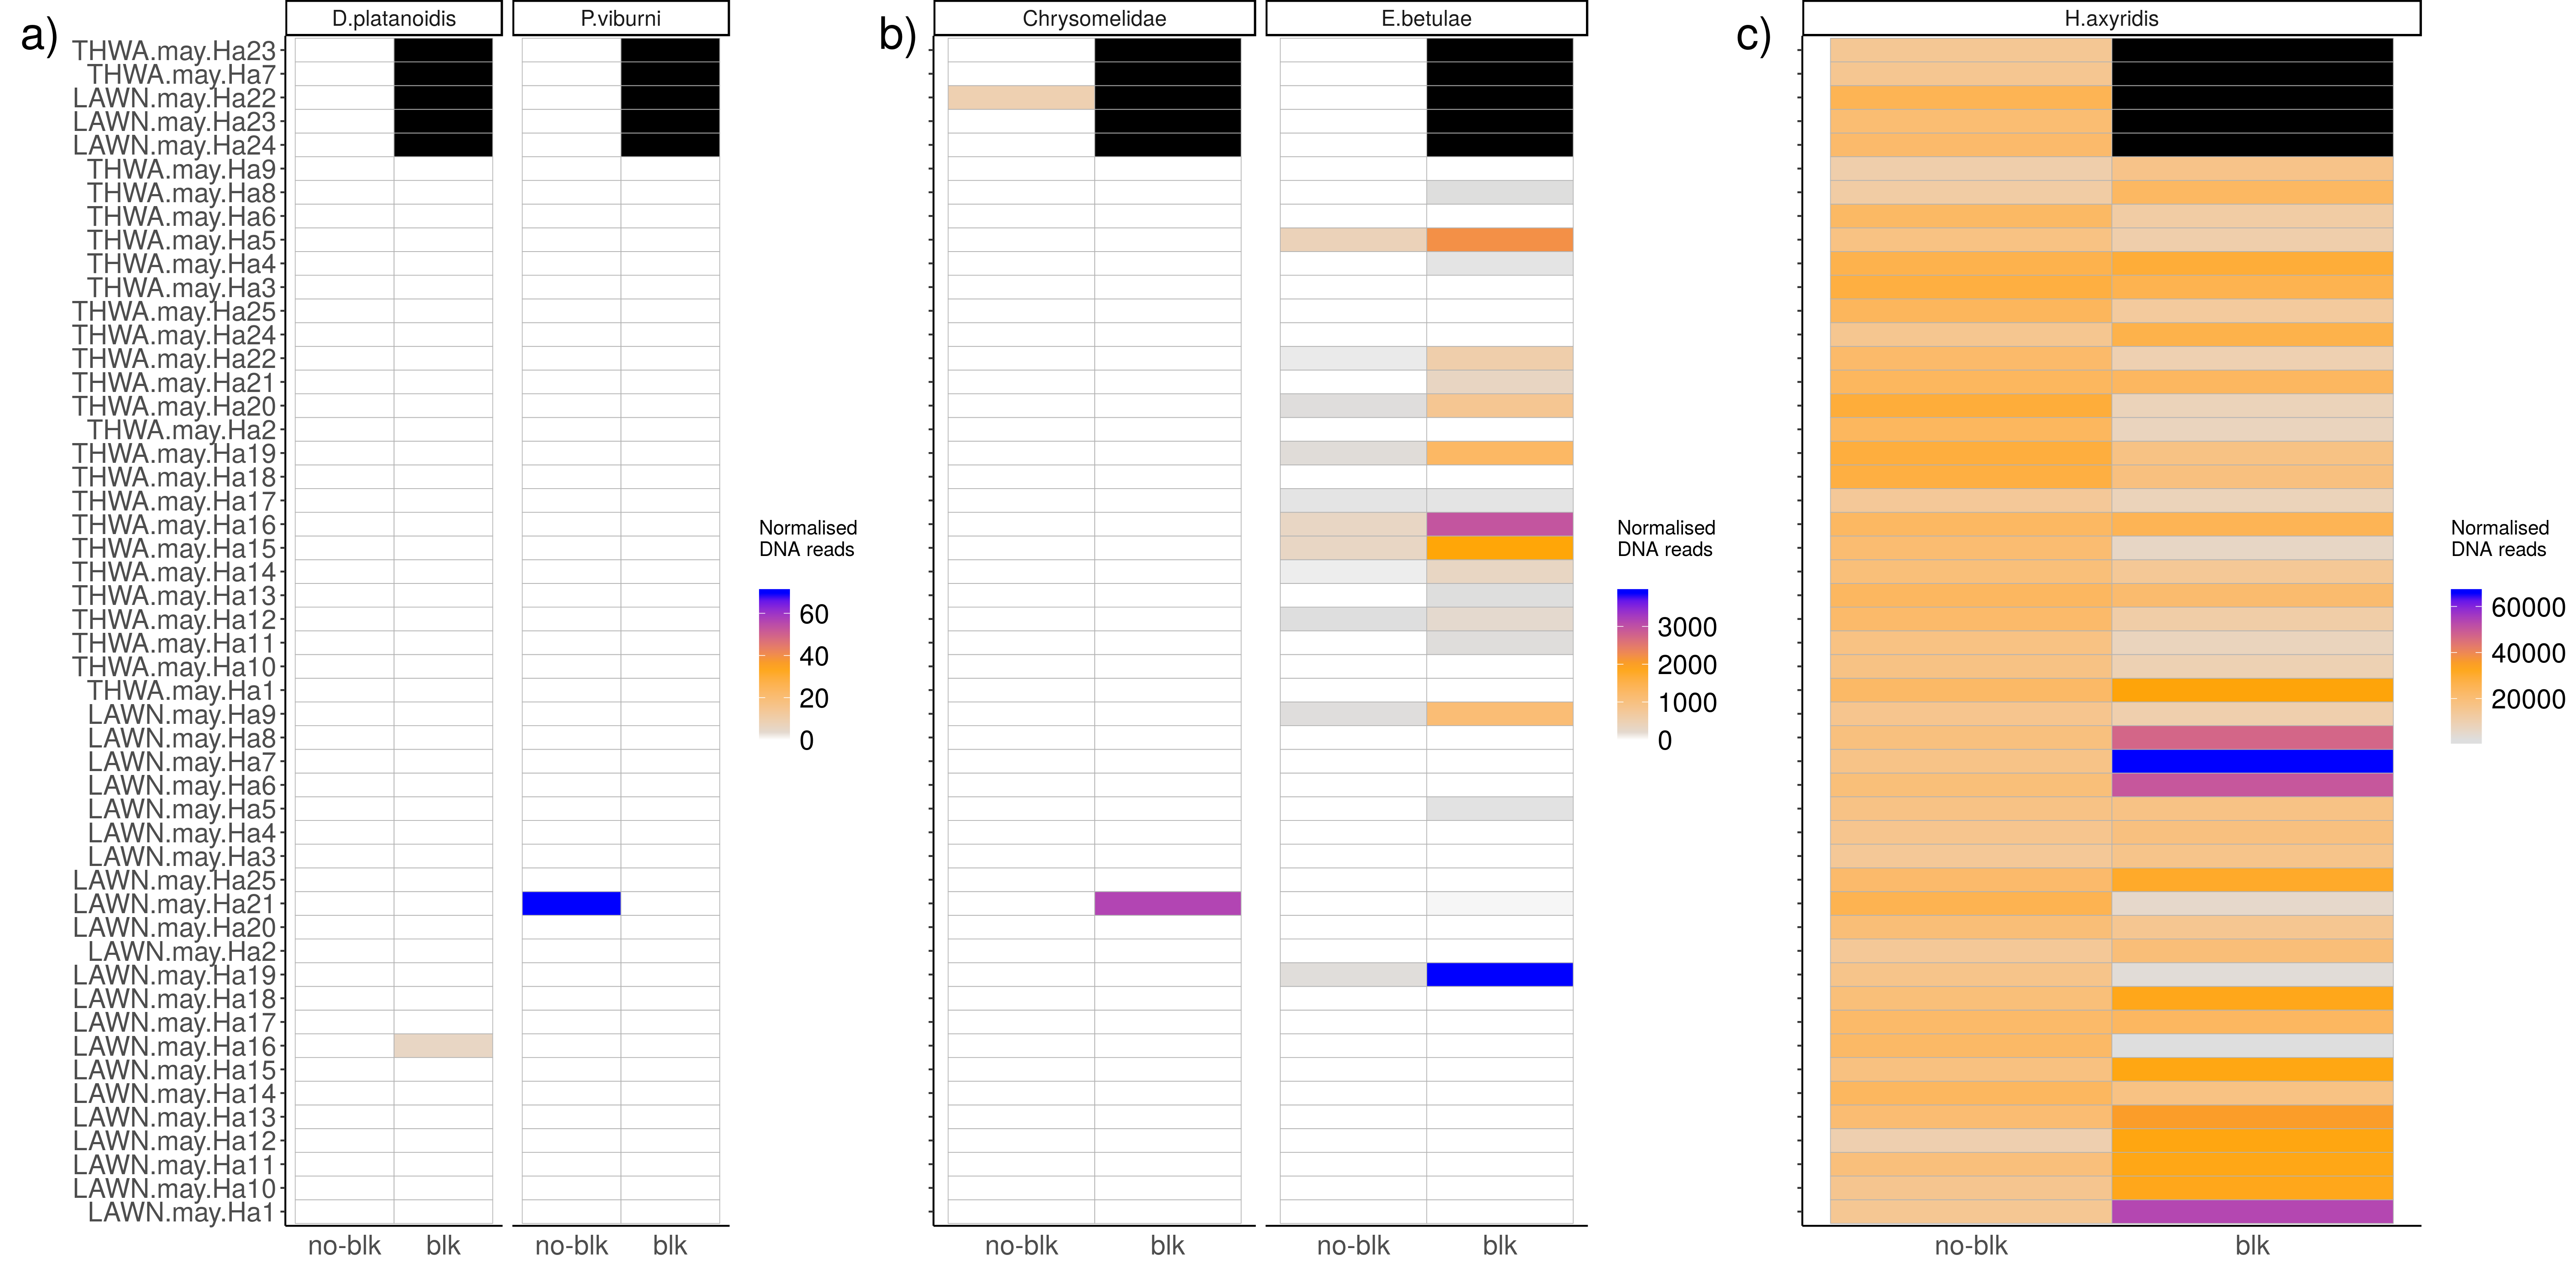 a)
D.platanoidis
P.viburni
THWA.may.Ha23
THWA.may.Ha7
LAWN.may.Ha22
LAWN.may.Ha23
LAWN.may.Ha24
THWA.may.Ha9
THWA.may.Ha8
THWA.may.Ha6
THWA.may.Ha5
THWA.may.Ha4
THWA.may.Ha3
THWA.may.Ha25
THWA.may.Ha24
THWA.may.Ha22
THWA.may.Ha21
THWA.may.Ha20
THWA.may.Ha2
THWA.may.Ha19
THWA.may.Ha18
THWA.may.Ha17
THWA.may.Ha16
THWA.may.Ha15
THWA.may.Ha14
THWA.may.Ha13
THWA.may.Ha12
THWA.may.Ha11
THWA.may.Ha10
THWA.may.Ha1
LAWN.may.Ha9
LAWN.may.Ha8
LAWN.may.Ha7
LAWN.may.Ha6
LAWN.may.Ha5
LAWN.may.Ha4
LAWN.may.Ha3
LAWN.may.Ha25
LAWN.may.Ha21
LAWN.may.Ha20
LAWN.may.Ha2
LAWN.may.Ha19
LAWN.may.Ha18
LAWN.may.Ha17
LAWN.may.Ha16
LAWN.may.Ha15
LAWN.may.Ha14
LAWN.may.Ha13
LAWN.may.Ha12
LAWN.may.Ha11
LAWN.may.Ha10
LAWN.may.Ha1
no-blk
blk
no-blk
blk
Normalised
DNA reads
60
40
20
0
b)
Chrysomelidae
E.betulae
no-blk
blk
no-blk
blk
Normalised
DNA reads
3000
2000
1000
0
c)
H.axyridis
no-blk
blk
Normalised
DNA reads
60000
40000
20000